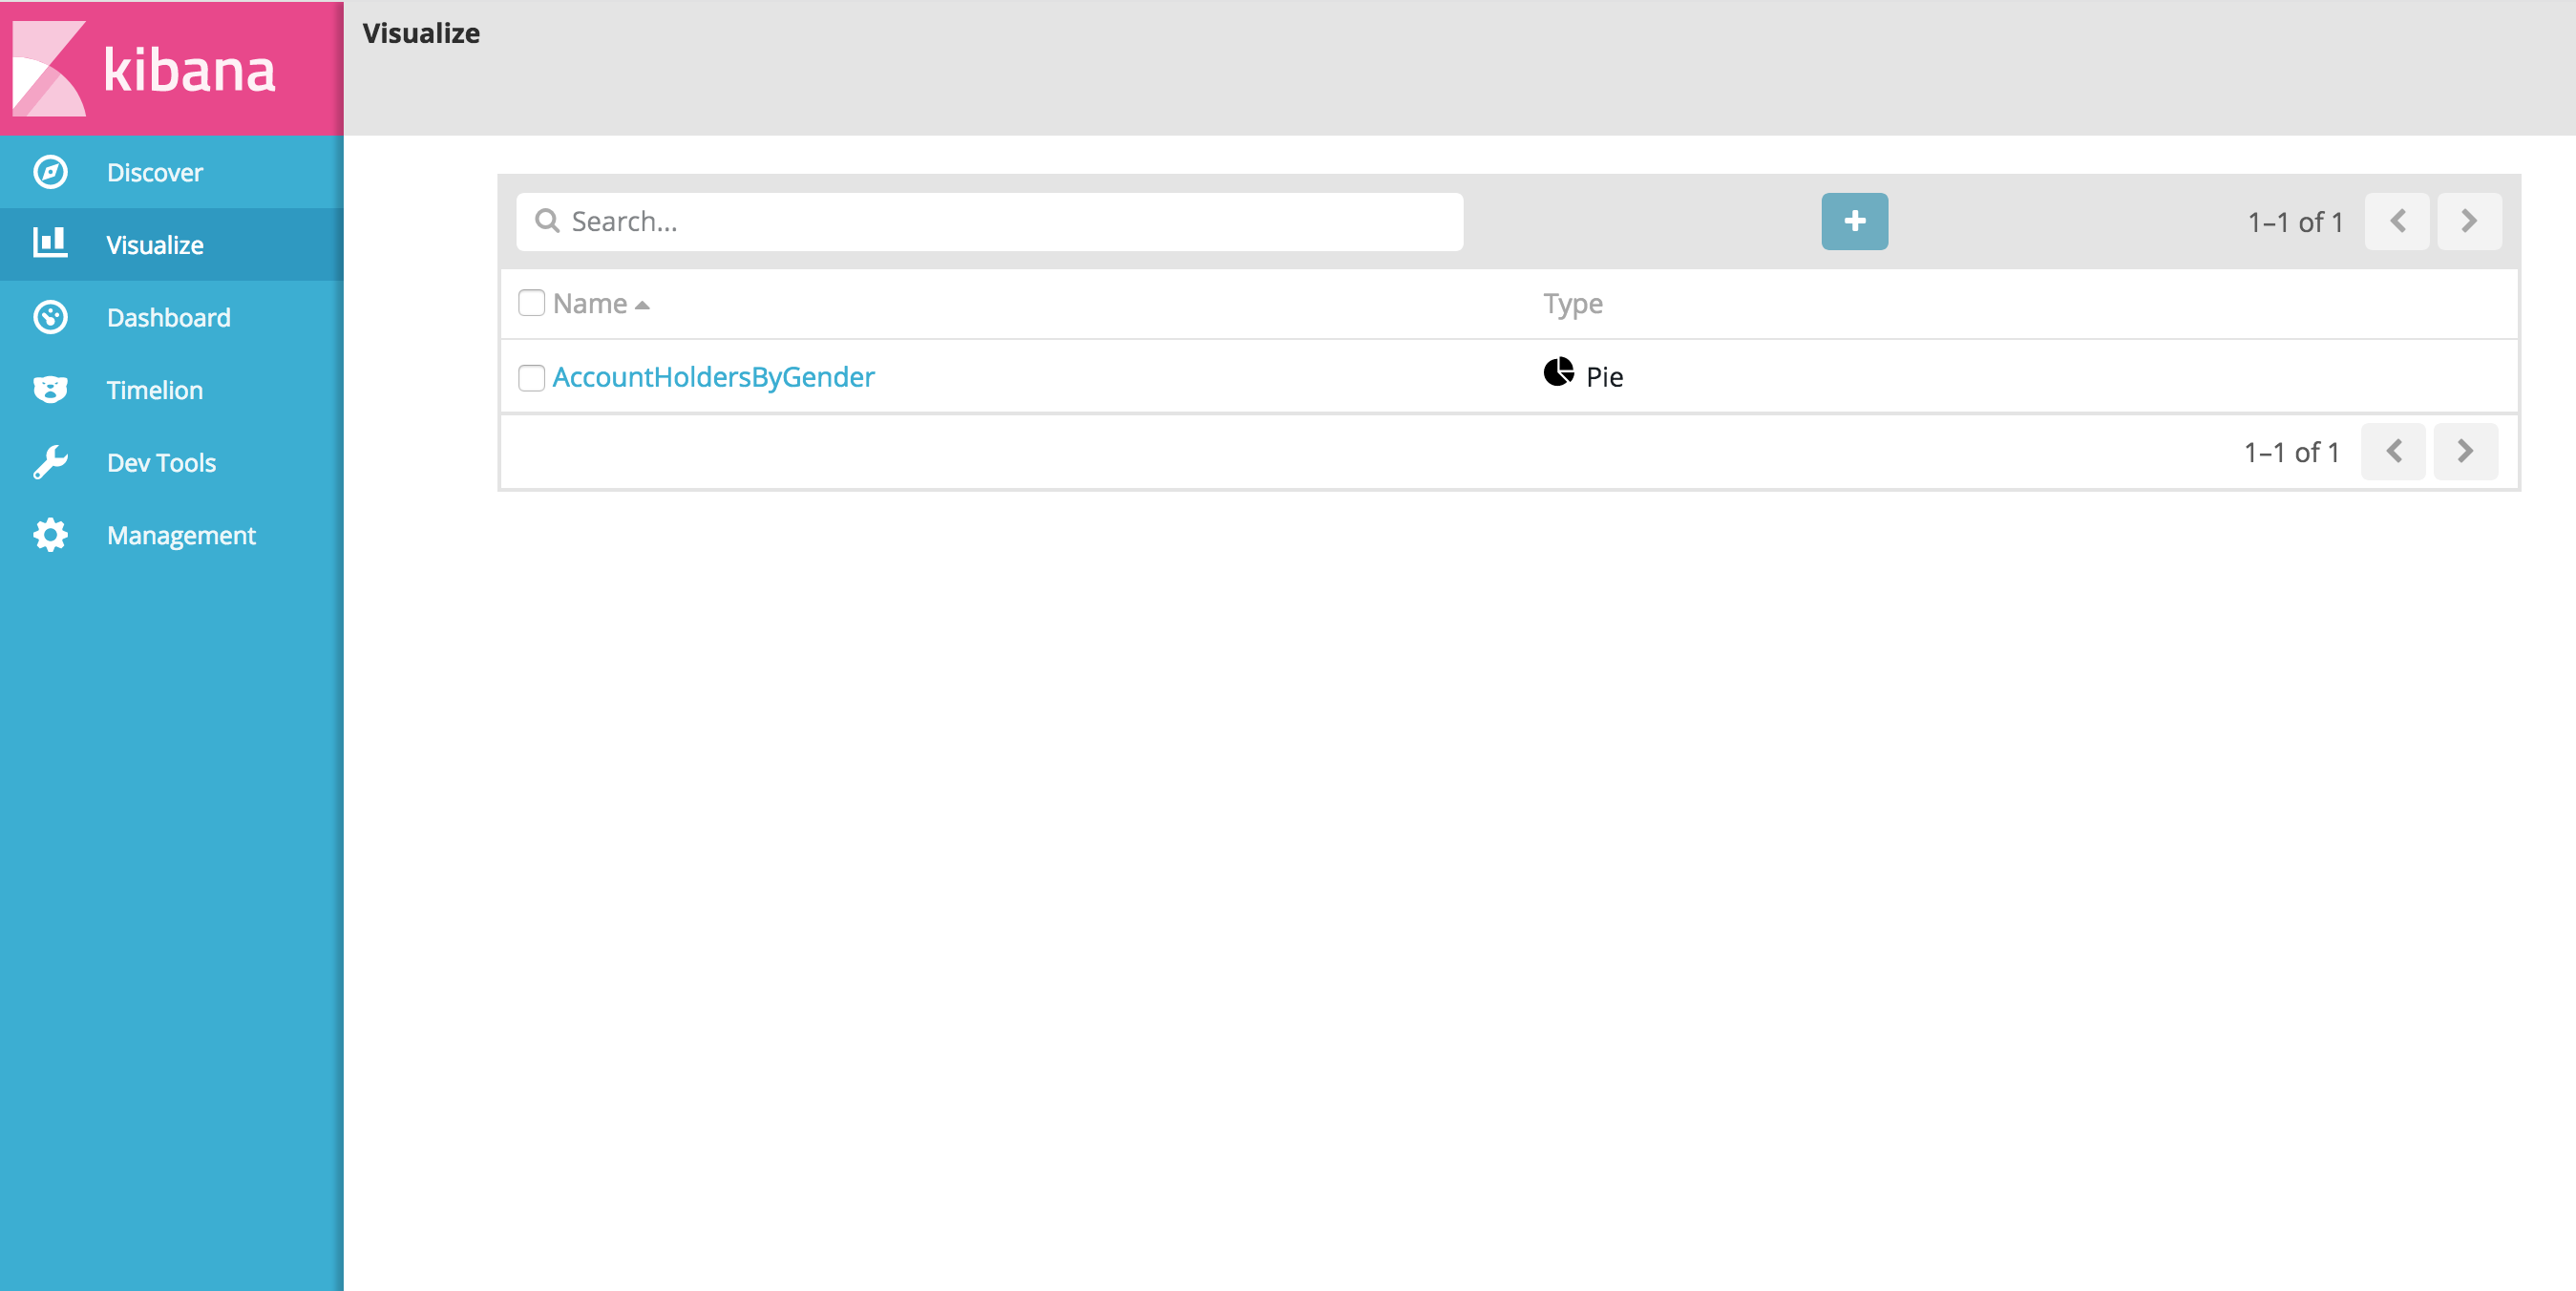 kibana
Discover
Visualize
Dashboard
Timelion
Dev Tools
Management
Visualize
Search...
1–1 of 1
Name
Type
AccountHoldersByGender
Pie
1–1 of 1